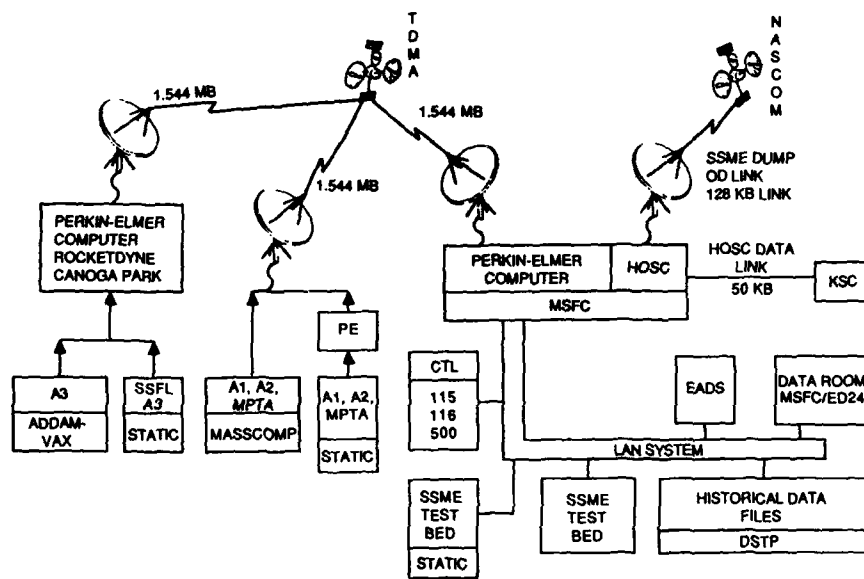 TDMA
NASCOM
1.544 MB
1.544 MB
1.544 MB
SSME DUMP
OD LINK
128 KB LINK
PERKIN-ELMER
COMPUTER
ROCKETDYNE
CANOGA PARK
PERKIN-ELMER
COMPUTER
HOSC
MSFC
HOSC DATA
LINK
50 KB
KSC
PE
A3
ADDAM-
VAX
SSFL
A3
STATIC
A1, A2,
MPTA
MASSCOMP
A1, A2,
MPTA
STATIC
CTL
115
116
500
EADS
DATA ROOM
MSFC/ED24
LAN SYSTEM
SSME
TEST
BED
STATIC
SSME
TEST
BED
HISTORICAL DATA
FILES
DSTP